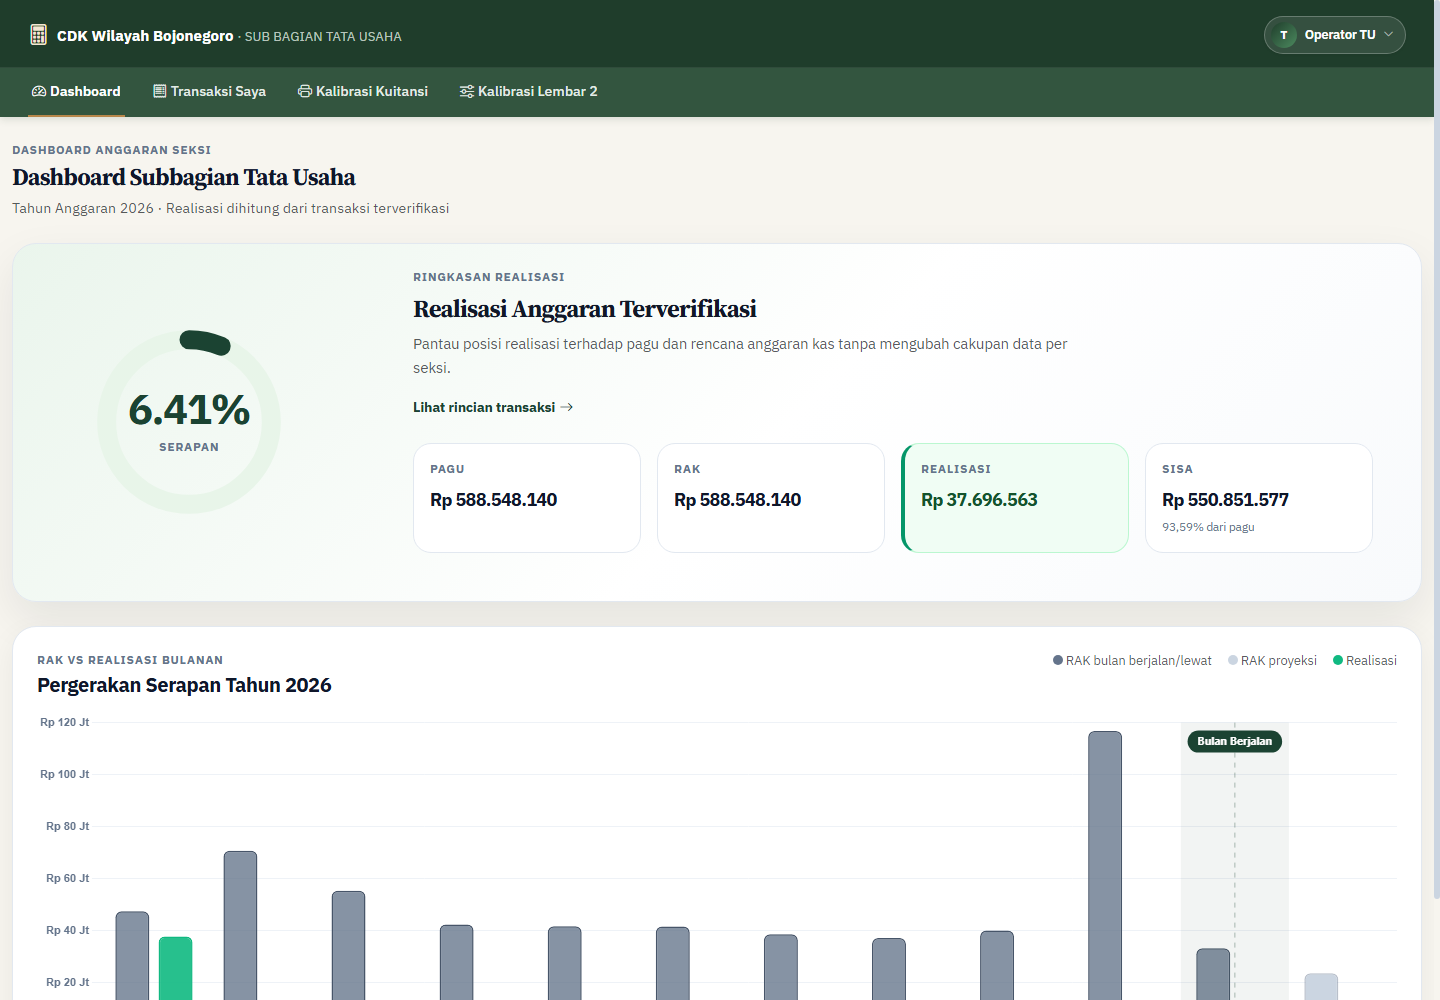 CDK Wilayah Bojonegoro · SUB BAGIAN TATA USAHA
T Operator TU
Dashboard Transaksi Saya Kalibrasi Kuitansi Kalibrasi Lembar 2
DASHBOARD ANGGARAN SEKSI
Dashboard Subbagian Tata Usaha
Tahun Anggaran 2026 · Realisasi dihitung dari transaksi terverifikasi
6.41%
SERAPAN
RINGKASAN REALISASI
Realisasi Anggaran Terverifikasi
Pantau posisi realisasi terhadap pagu dan rencana anggaran kas tanpa mengubah cakupan data per
seksi.
Lihat rincian transaksi →
PAGU
Rp 588.548.140
RAK
Rp 588.548.140
REALISASI
Rp 37.696.563
SISA
Rp 550.851.577
93,59% dari pagu
RAK VS REALISASI BULANAN
Pergerakan Serapan Tahun 2026
RAK bulan berjalan/lewat RAK proyeksi Realisasi
Rp 120 Jt
Bulan Berjalan
Rp 100 Jt
Rp 80 Jt
Rp 60 Jt
Rp 40 Jt
Rp 20 Jt